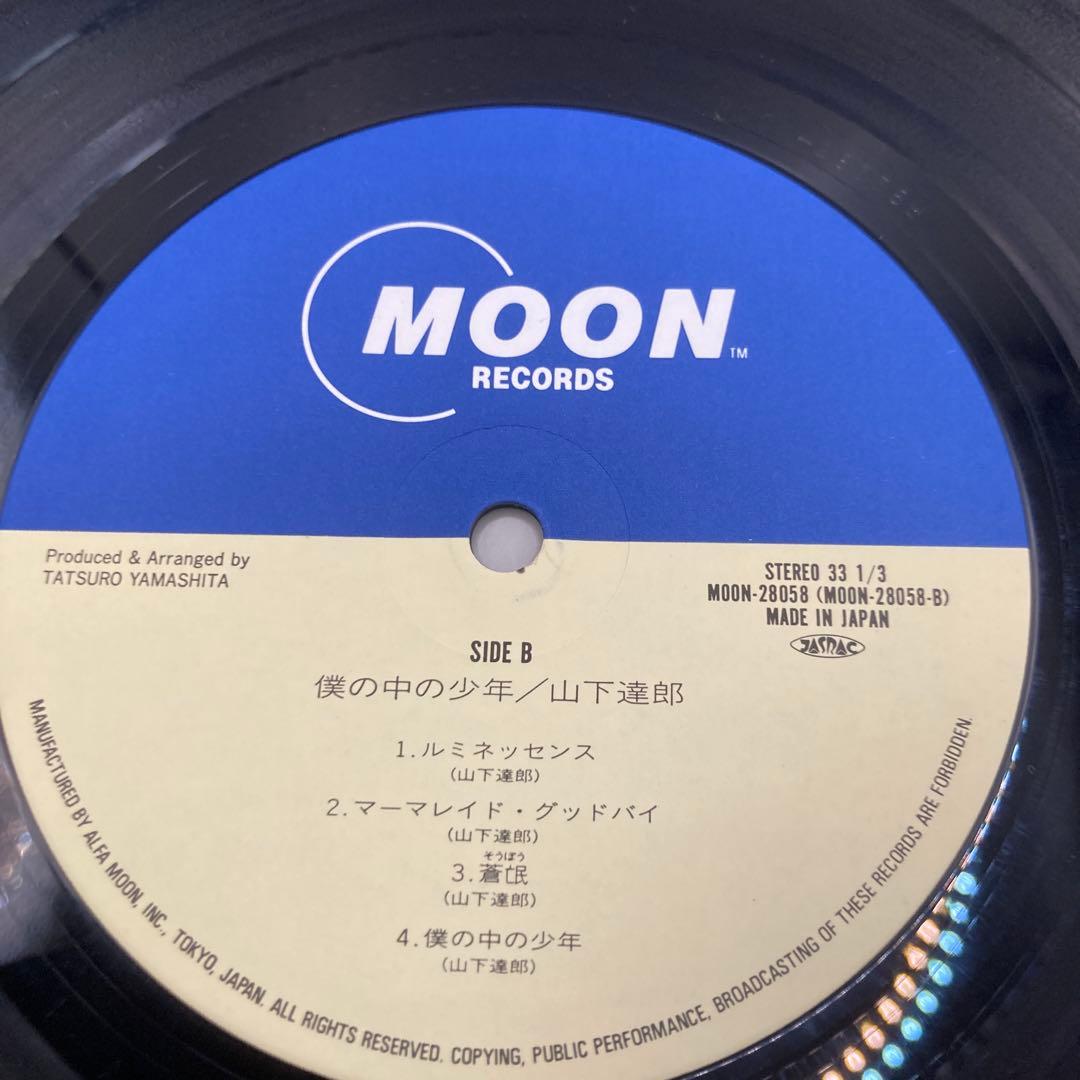 MOON™
RECORDS
Produced & Arranged by
TATSURO YAMASHITA
STEREO 33 1/3
MOON-28058 (MOON-28058-B)
MADE IN JAPAN
JASRAC
SIDE B
僕の中の少年／山下達郎
1.ルミネッセンス
(山下達郎)
2.マーマレイド・グッドバイ
(山下達郎)
そうぼう
3.蒼氓
(山下達郎)
4.僕の中の少年
(山下達郎)
MANUFACTURED BY ALFA MOON, INC., TOKYO, JAPAN. ALL RIGHTS RESERVED. COPYING, PUBLIC PERFORMANCE, BROADCASTING OF THESE RECORDS ARE FORBIDDEN.